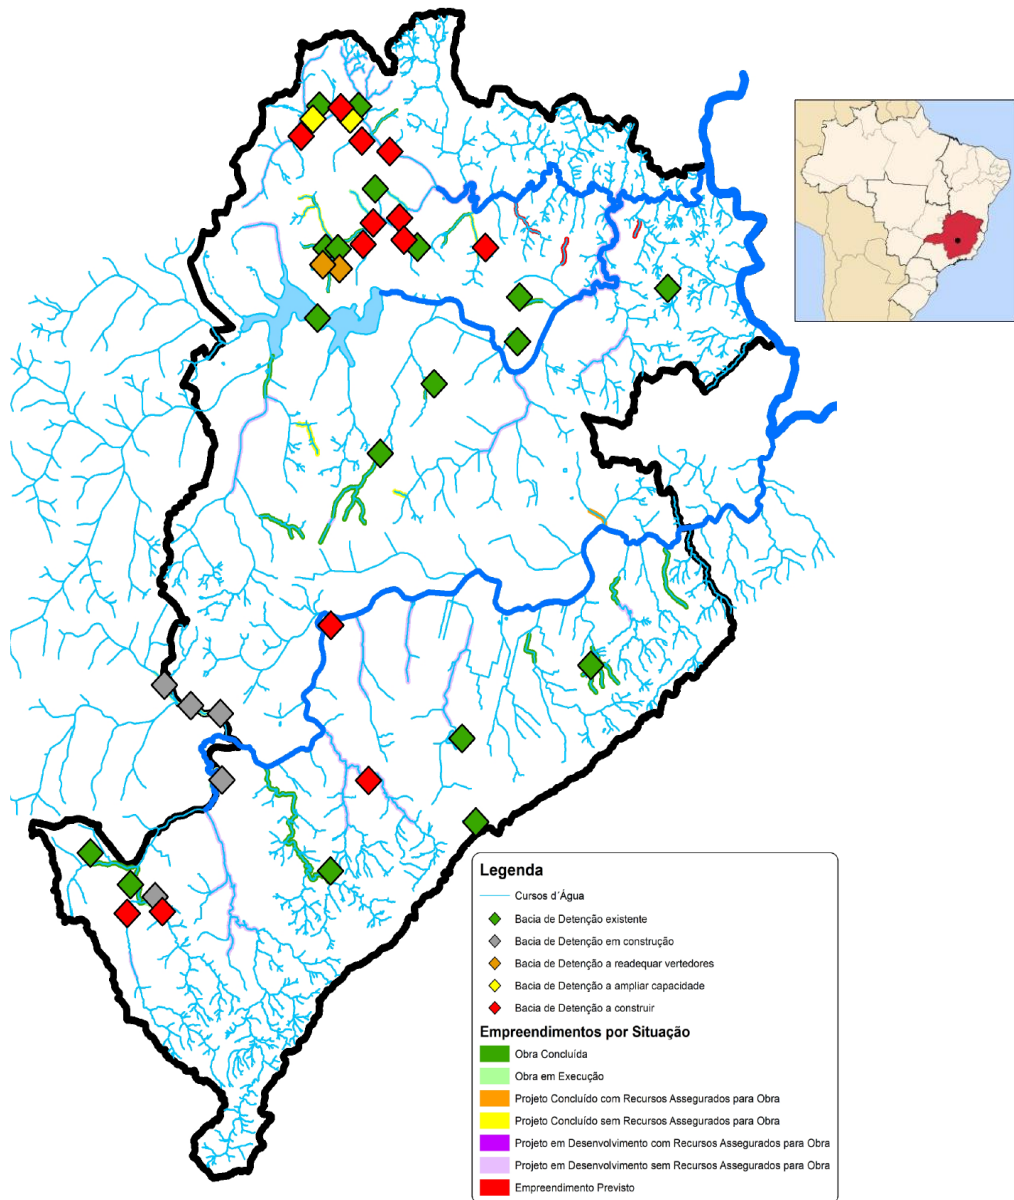 Legenda
Cursos d´Água
Bacia de Detenção existente
Bacia de Detenção em construção
Bacia de Detenção a readequar vertedores
Bacia de Detenção a ampliar capacidade
Bacia de Detenção a construir
Empreendimentos por Situação
Obra Concluída
Obra em Execução
Projeto Concluído com Recursos Assegurados para Obra
Projeto Concluído sem Recursos Assegurados para Obra
Projeto em Desenvolvimento com Recursos Assegurados para Obra
Projeto em Desenvolvimento sem Recursos Assegurados para Obra
Empreendimento Previsto